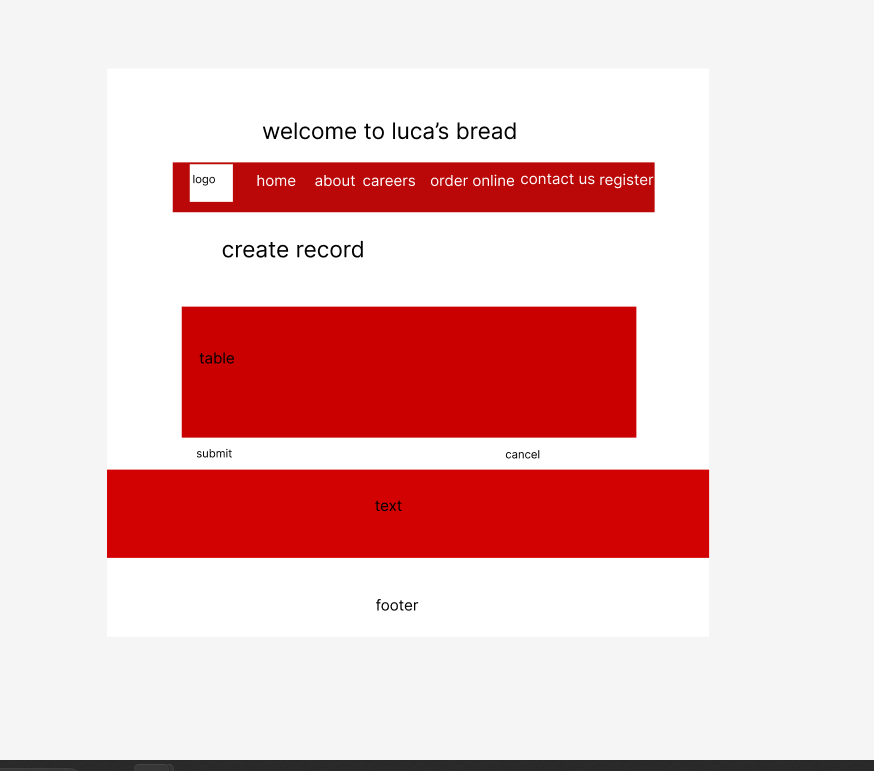 welcome to luca’s bread
logo home about careers order online contact us register
create record
table
submit cancel
text
footer